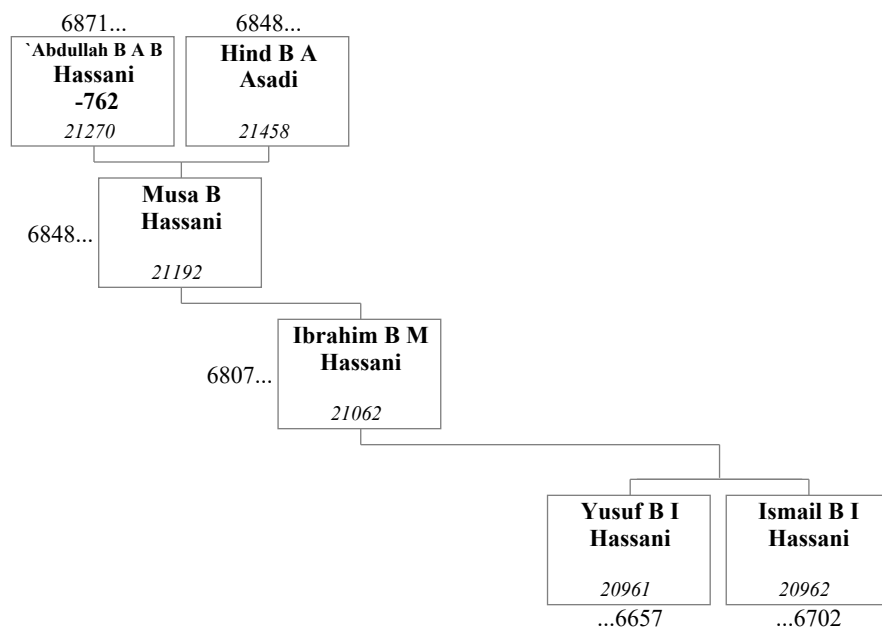 6871...
6848...
`Abdullah B A B
Hassani
-762
21270
Hind B A
Asadi
21458
6848...
Musa B
Hassani
21192
6807...
Ibrahim B M
Hassani
21062
Yusuf B I
Hassani
20961
Ismail B I
Hassani
20962
...6657
...6702